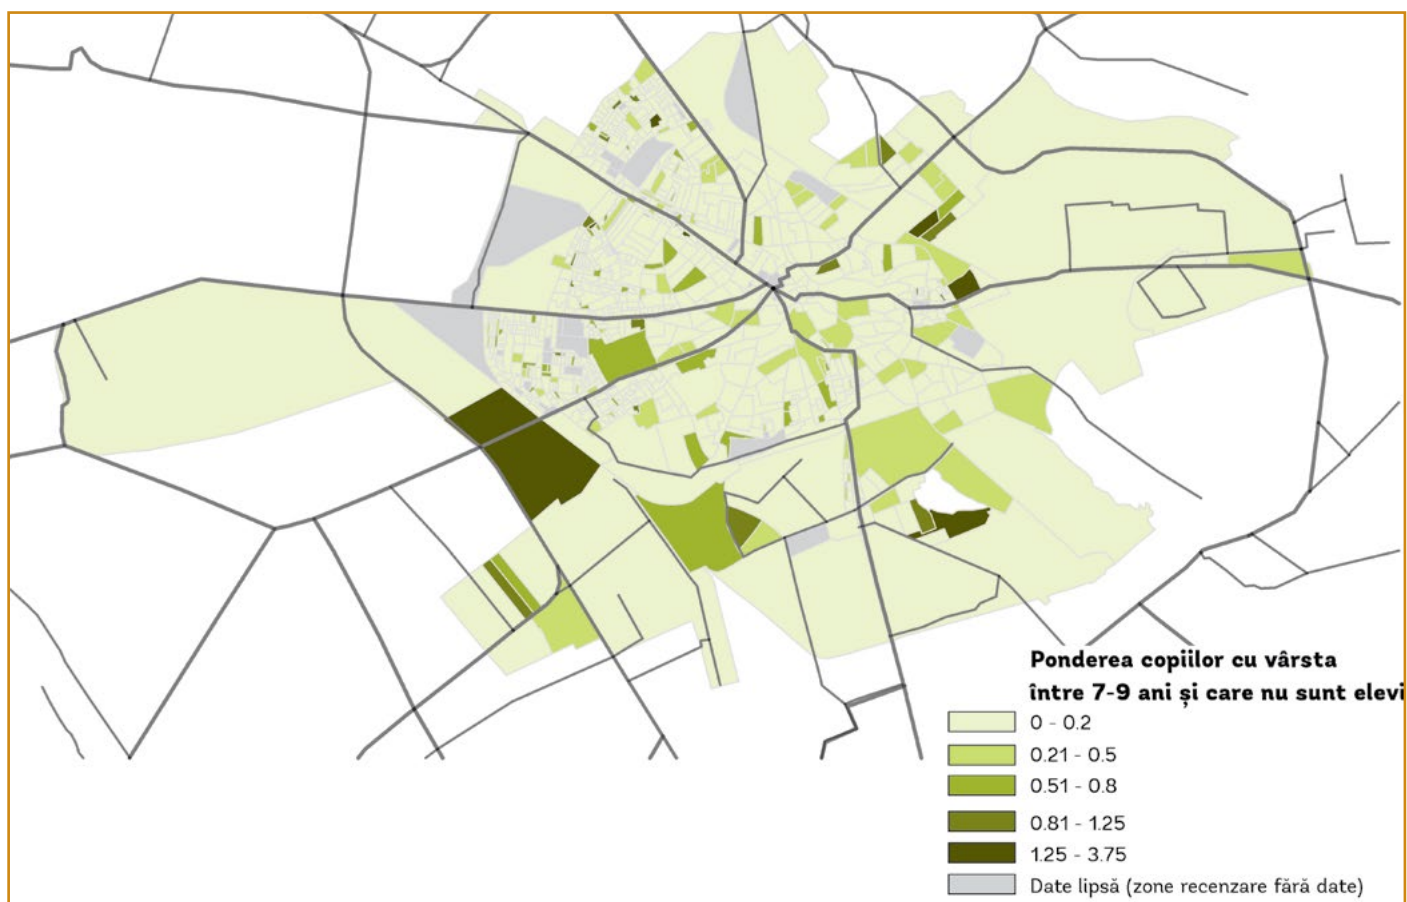 Ponderea copiilor cu vârsta
între 7-9 ani și care nu sunt elevi
0 - 0.2
0.21 - 0.5
0.51 - 0.8
0.81 - 1.25
1.25 - 3.75
Date lipsă (zone recenzare fără date)